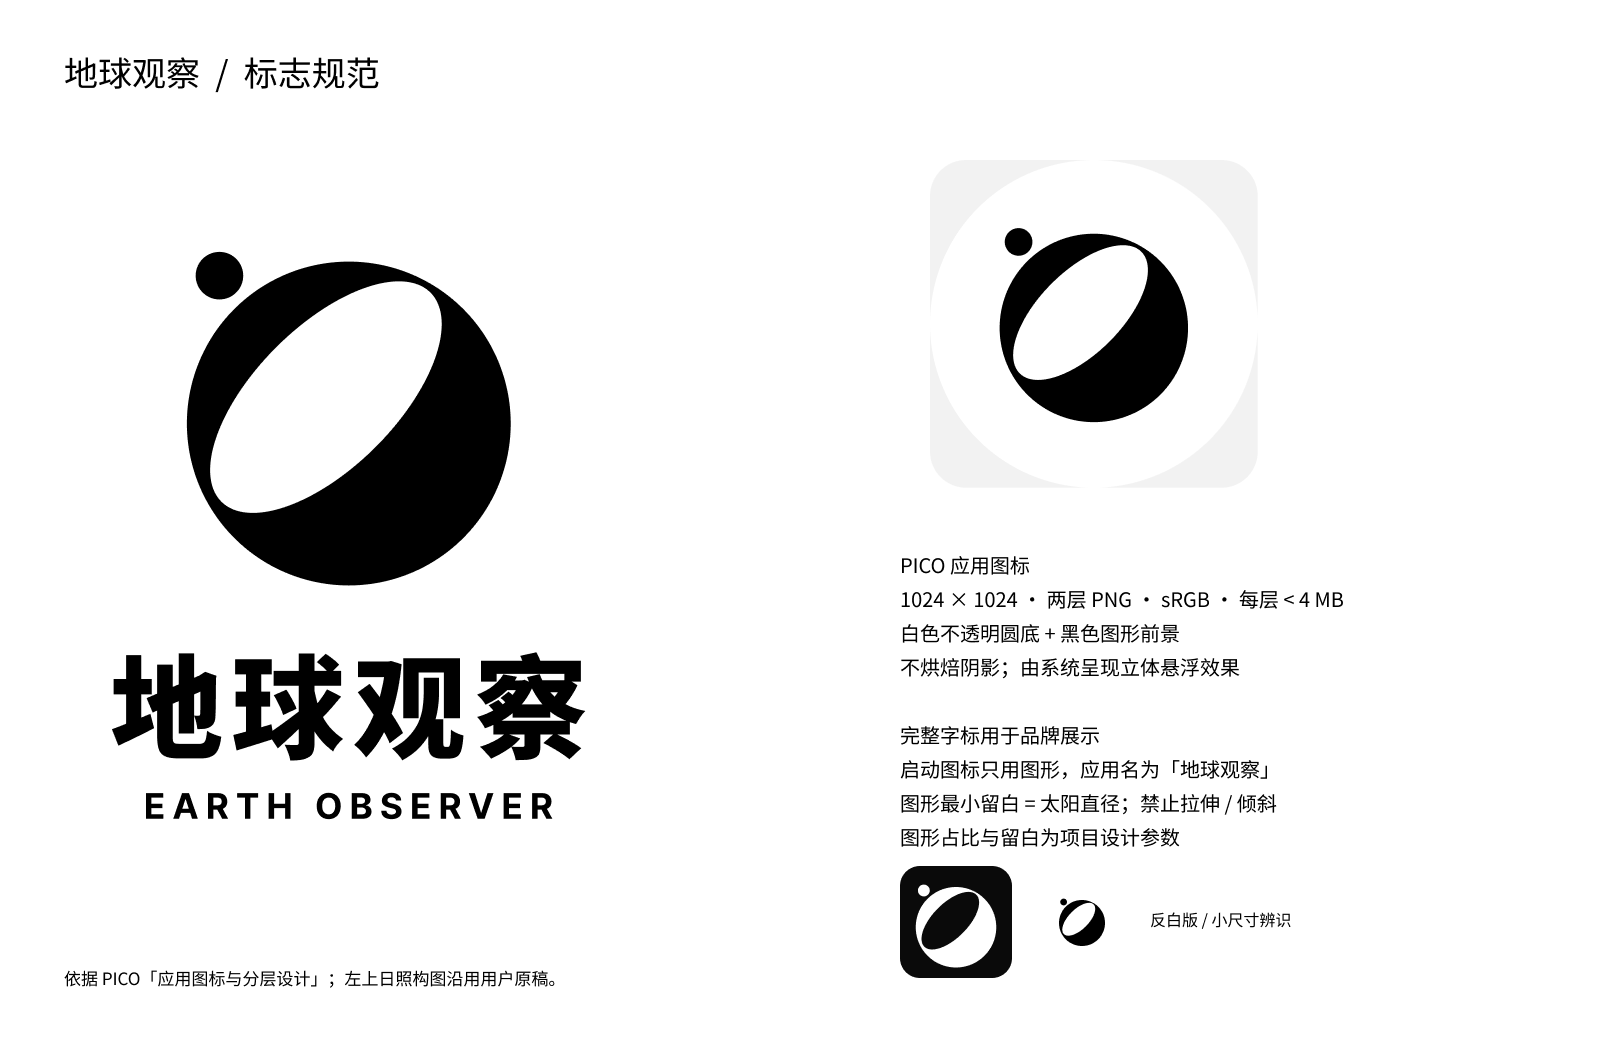 地球观察 / 标志规范
地球观察
EARTH OBSERVER
PICO 应用图标
1024 × 1024 · 两层 PNG · sRGB · 每层 < 4 MB
白色不透明圆底 + 黑色图形前景
不烘焙阴影；由系统呈现立体悬浮效果
完整字标用于品牌展示
启动图标只用图形，应用名为「地球观察」
图形最小留白 = 太阳直径；禁止拉伸 / 倾斜
图形占比与留白为项目设计参数
反白版 / 小尺寸辨识
依据 PICO「应用图标与分层设计」；左上日照构图沿用用户原稿。